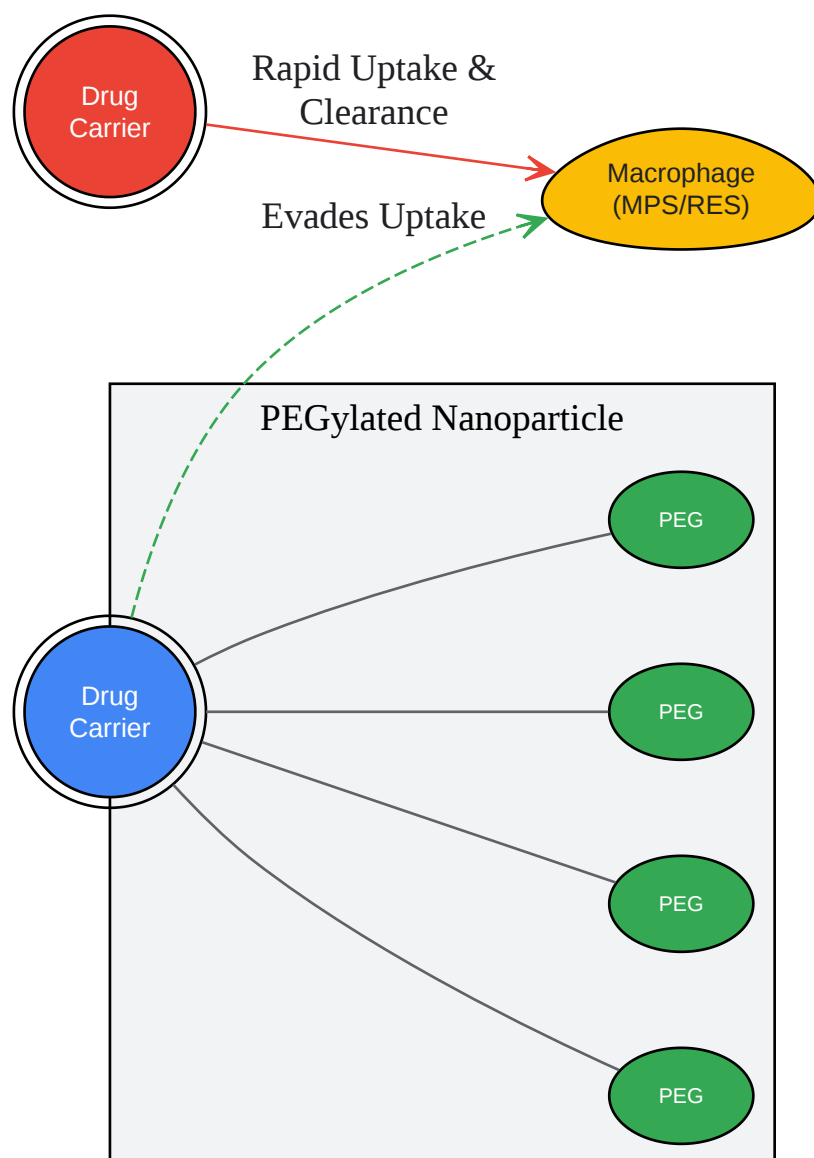 Drug
Carrier
Rapid Uptake &
Clearance
Macrophage
(MPS/RES)
Evades Uptake
PEGylated Nanoparticle
PEG
Drug
Carrier
PEG
PEG
PEG